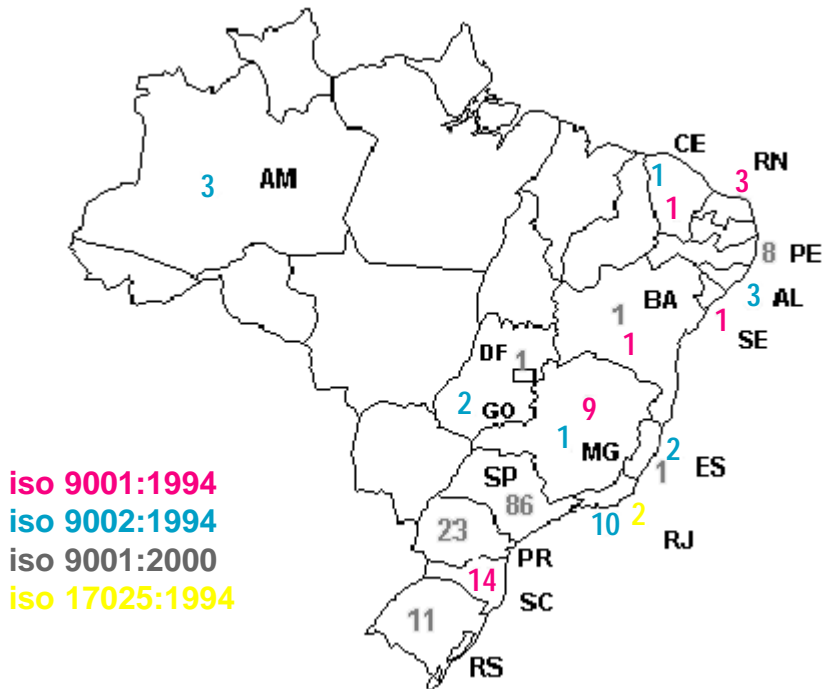 CE
RN
1
3
AM
3
1
8 PE
3 AL
BA
1
1
SE
1
DF 1
2 GO
9
1 MG
2
ES
1
SP
86
iso 9001:1994
iso 9002:1994
iso 9001:2000
iso 17025:1994
23
10 2
RJ
PR
14
SC
11
RS